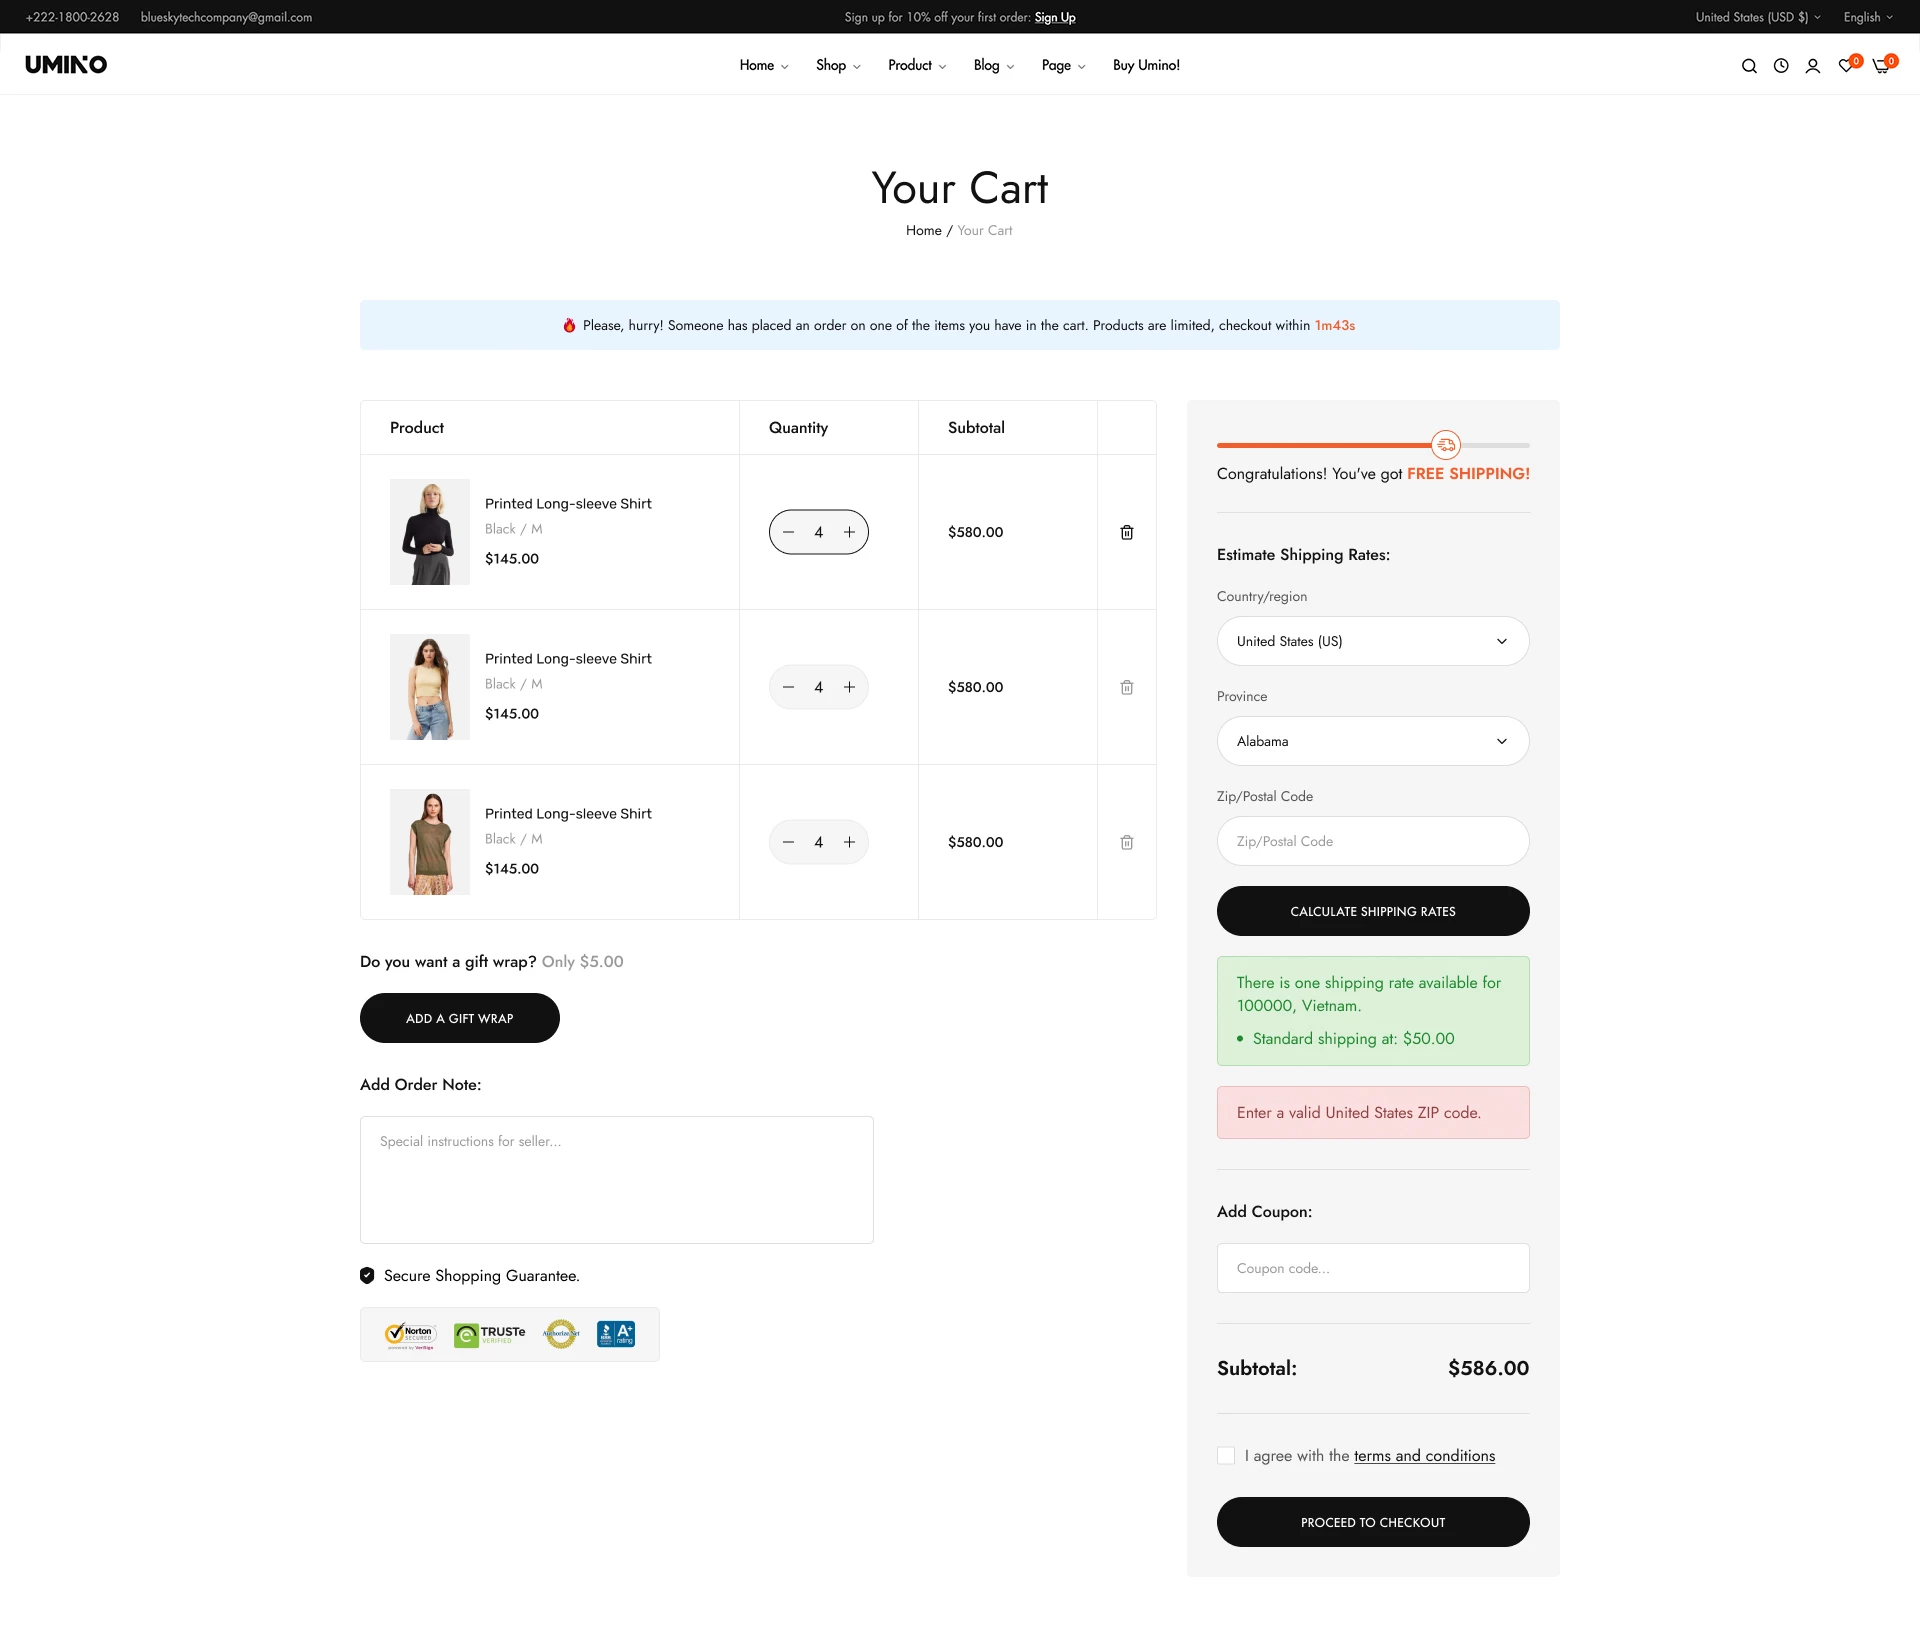 +222-1800-2628 blueskytechcompany@gmail.com Sign up for 10% off your first order: Sign Up United States (USD $) English
UMINO Home Shop Product Blog Page Buy Umino! 0 0
Your Cart
Home / Your Cart
Please, hurry! Someone has placed an order on one of the items you have in the cart. Products are limited, checkout within 1m43s
Product Quantity Subtotal
Printed Long-sleeve Shirt
Black / M
$145.00
4 $580.00
Printed Long-sleeve Shirt
Black / M
$145.00
4 $580.00
Printed Long-sleeve Shirt
Black / M
$145.00
4 $580.00
Do you want a gift wrap? Only $5.00
ADD A GIFT WRAP
Add Order Note:
Special instructions for seller...
Secure Shopping Guarantee.
Norton
SECURED
powered by VeriSign
TRUSTe
VERIFIED
Authorize.Net
A+
rating
Congratulations! You've got FREE SHIPPING!
Estimate Shipping Rates:
Country/region
United States (US)
Province
Alabama
Zip/Postal Code
Zip/Postal Code
CALCULATE SHIPPING RATES
There is one shipping rate available for
100000, Vietnam.
• Standard shipping at: $50.00
Enter a valid United States ZIP code.
Add Coupon:
Coupon code...
Subtotal: $586.00
I agree with the terms and conditions
PROCEED TO CHECKOUT